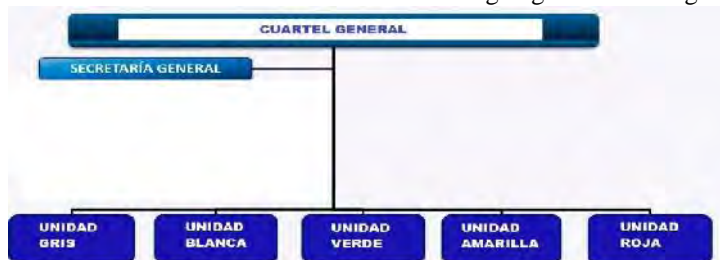 CUARTEL GENERAL
SECRETARÍA GENERAL
UNIDAD GRIS
UNIDAD BLANCA
UNIDAD VERDE
UNIDAD AMARILLA
UNIDAD ROJA